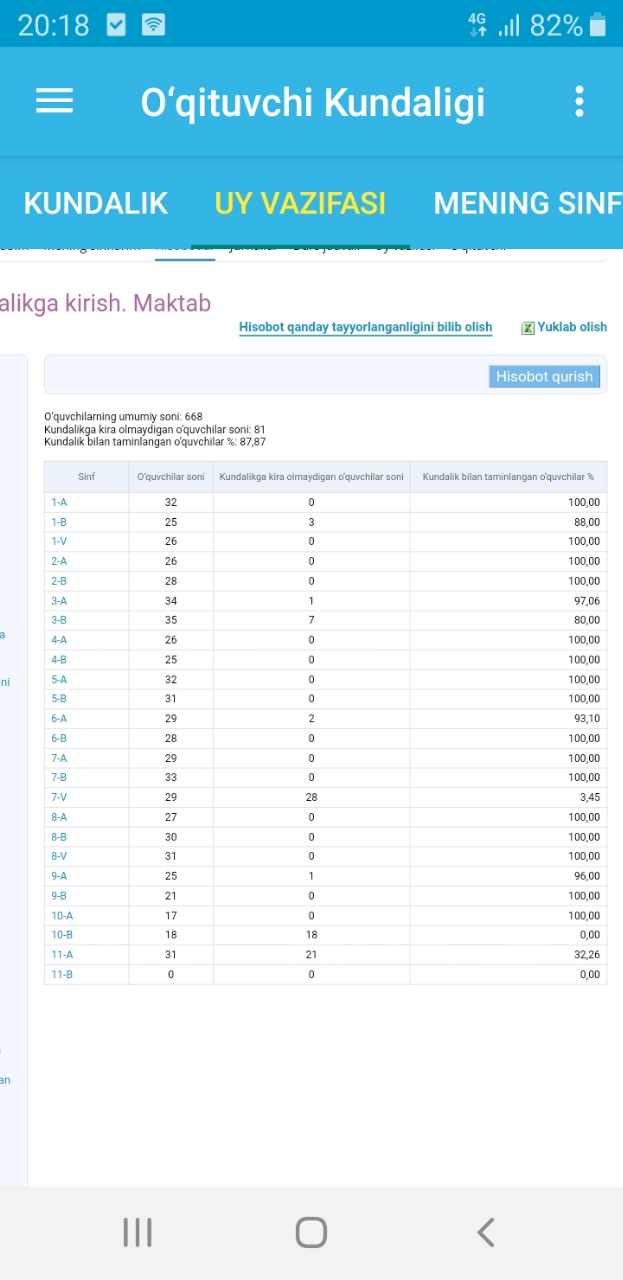 20:18 4G 82%
O‘qituvchi Kundaligi
KUNDALIK UY VAZIFASI MENING SINF
alikga kirish. Maktab
Hisobot qanday tayyorlanganligini bilib olish Yuklab olish
Hisobot qurish
O'quvchilarning umumiy soni: 668
Kundalikga kira olmaydigan o'quvchilar soni: 81
Kundalik bilan taminlangan o'quvchilar %: 87,87
Sinf O'quvchilar soni Kundalikga kira olmaydigan o'quvchilar soni Kundalik bilan taminlangan o'quvchilar %
1-A 32 0 100,00
1-B 25 3 88,00
1-V 26 0 100,00
2-A 26 0 100,00
2-B 28 0 100,00
3-A 34 1 97,06
3-B 35 7 80,00
4-A 26 0 100,00
4-B 25 0 100,00
5-A 32 0 100,00
5-B 31 0 100,00
6-A 29 2 93,10
6-B 28 0 100,00
7-A 29 0 100,00
7-B 33 0 100,00
7-V 29 28 3,45
8-A 27 0 100,00
8-B 30 0 100,00
8-V 31 0 100,00
9-A 25 1 96,00
9-B 21 0 100,00
10-A 17 0 100,00
10-B 18 18 0,00
11-A 31 21 32,26
11-B 0 0 0,00
a
ni
an